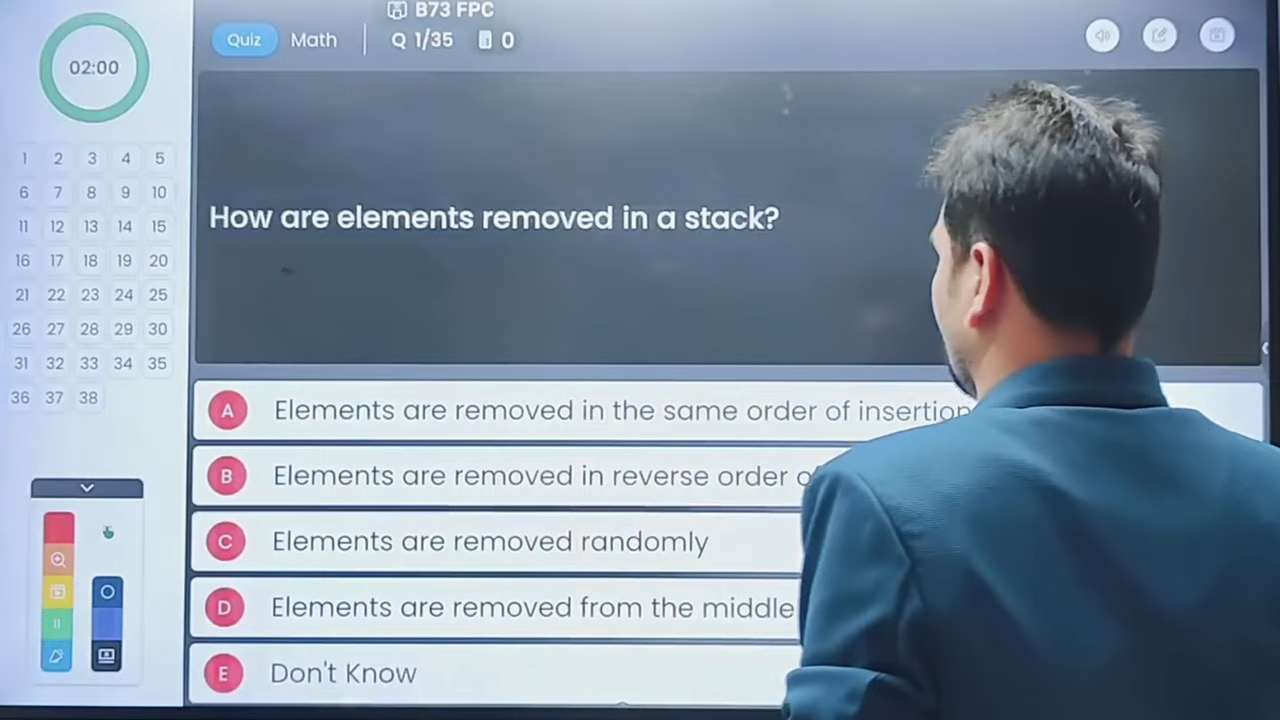 02:00
Quiz Math
B73 FPC
Q 1/35 0
1 2 3 4 5
6 7 8 9 10
11 12 13 14 15
16 17 18 19 20
21 22 23 24 25
26 27 28 29 30
31 32 33 34 35
36 37 38
How are elements removed in a stack?
A Elements are removed in the same order of insertion
B Elements are removed in reverse order
C Elements are removed randomly
D Elements are removed from the middle
E Don't Know